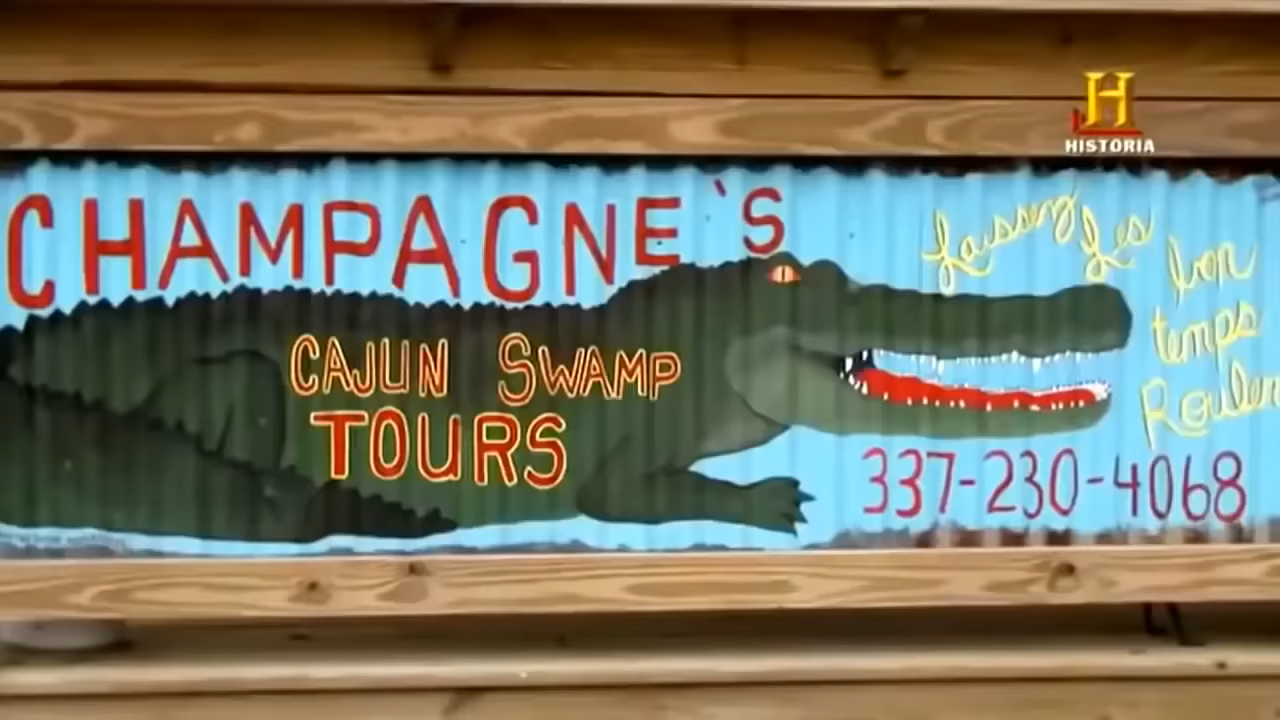 H
HISTORIA
CHAMPAGNE'S
Laissez Les
bon
temps
Rouler
CAJUN SWAMP
TOURS
337-230-4068